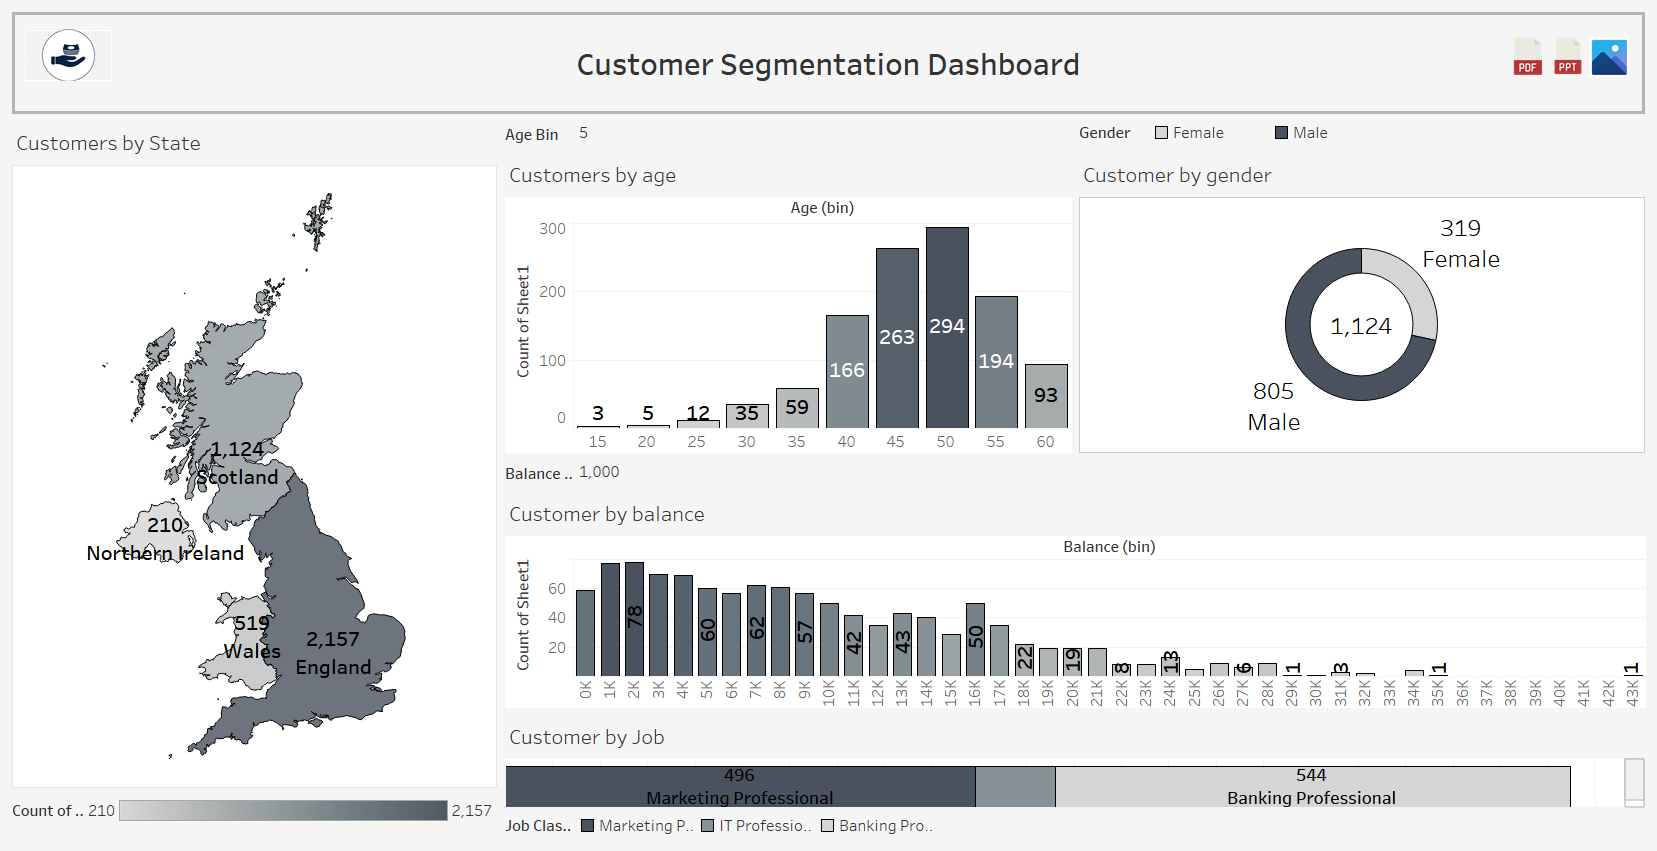 Customer Segmentation Dashboard
PDF
PPT
Customers by State
1,124
Scotland
210
Northern Ireland
519
Wales
2,157
England
Count of .. 210
2,157
Age Bin 5
Customers by age
Age (bin)
Count of Sheet1
300
200
100
0
3 5 12 35 59 166 263 294 194 93
15 20 25 30 35 40 45 50 55 60
Gender Female Male
Customer by gender
319
Female
1,124
805
Male
Balance .. 1,000
Customer by balance
Balance (bin)
Count of Sheet1
60
40
20
78 60 62 57 42 43 50 22 19 8 13 6 1 3 1 1
0K 1K 2K 3K 4K 5K 6K 7K 8K 9K 10K 11K 12K 13K 14K 15K 16K 17K 18K 19K 20K 21K 22K 23K 24K 25K 26K 27K 28K 29K 30K 31K 32K 33K 34K 35K 36K 37K 38K 39K 40K 41K 42K 43K
Customer by Job
496
Marketing Professional
544
Banking Professional
Job Clas.. Marketing P.. IT Professio.. Banking Pro..